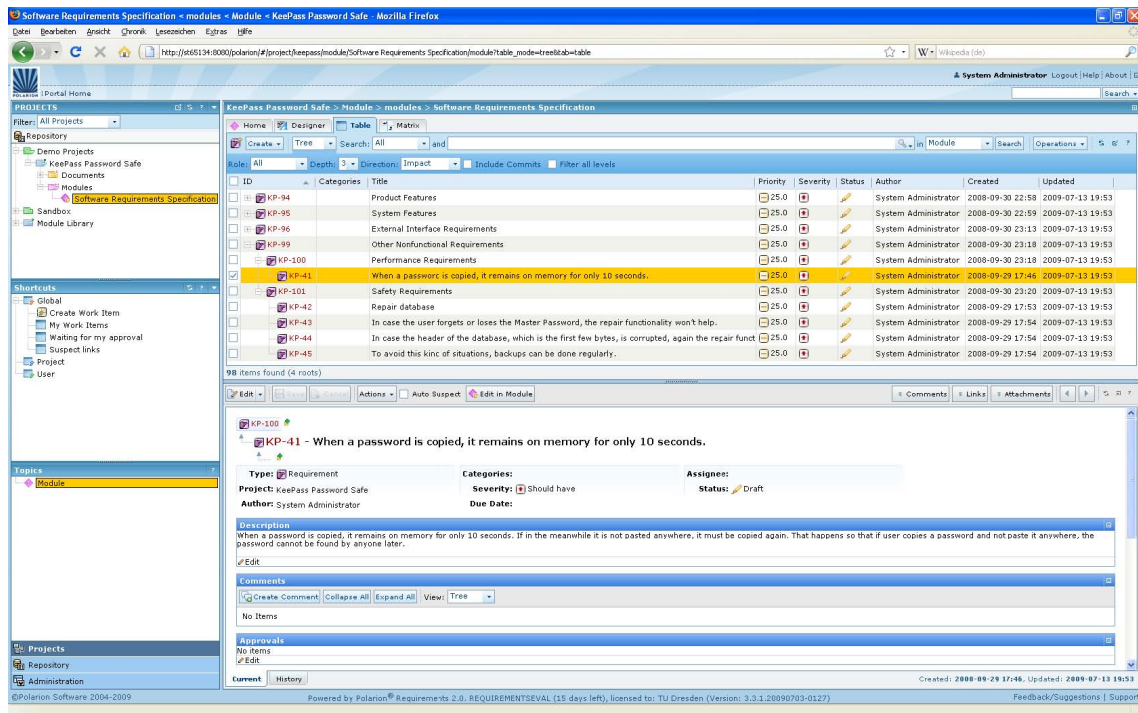 Software Requirements Specification < modules < Module < KeePass Password Safe - Mozilla Firefox
Datei Bearbeiten Ansicht Chronik Lesezeichen Extras Hilfe
http://st65134:8080/polarion/#/project/keepass/module/Software Requirements Specification/module?table_mode=tree&tab=table
W Wikipedia (de)
System Administrator Logout | Help | About | E
POLARION | Portal Home
Search
PROJECTS
Filter: All Projects
Repository
Demo Projects
KeePass Password Safe
Documents
Modules
Software Requirements Specification
Sandbox
Module Library
Shortcuts
Global
Create Work Item
My Work Items
Waiting for my approval
Suspect links
Project
User
Topics
Module
Projects
Repository
Administration
KeePass Password Safe > Module > modules > Software Requirements Specification
Home Designer Table Matrix
Create Tree Search: All and in Module Search Operations
Role: All Depth: 3 Direction: Impact Include Commits Filter all levels
ID Categories Title Priority Severity Status Author Created Updated
KP-94 Product Features 25.0 System Administrator 2008-09-30 22:58 2009-07-13 19:53
KP-95 System Features 25.0 System Administrator 2008-09-30 22:59 2009-07-13 19:53
KP-96 External Interface Requirements 25.0 System Administrator 2008-09-30 23:13 2009-07-13 19:53
KP-99 Other Nonfunctional Requirements 25.0 System Administrator 2008-09-30 23:18 2009-07-13 19:53
KP-100 Performance Requirements 25.0 System Administrator 2008-09-30 23:18 2009-07-13 19:53
KP-41 When a passworc is copied, it remains on memory for only 10 seconds. 25.0 System Administrator 2008-09-29 17:46 2009-07-13 19:53
KP-101 Safety Requirements 25.0 System Administrator 2008-09-30 23:20 2009-07-13 19:53
KP-42 Repair database 25.0 System Administrator 2008-09-29 17:53 2009-07-13 19:53
KP-43 In case the user forgets or loses the Master Password, the repair functionality won't help. 25.0 System Administrator 2008-09-29 17:54 2009-07-13 19:53
KP-44 In case the header of the database, which is the first few bytes, is corrupted, again the repair funct 25.0 System Administrator 2008-09-29 17:54 2009-07-13 19:53
KP-45 To avoid this kinc of situations, backups can be done regularly. 25.0 System Administrator 2008-09-29 17:54 2009-07-13 19:53
98 items found (4 roots)
Edit Save Cancel Actions Auto Suspect Edit in Module Comments Links Attachments
KP-100
KP-41 - When a password is copied, it remains on memory for only 10 seconds.
Type: Requirement Categories: Assignee:
Project: KeePass Password Safe Severity: Should have Status: Draft
Author: System Administrator Due Date:
Description
When a password is copied, it remains on memory for only 10 seconds. If in the meanwhile it is not pasted anywhere, it must be copied again. That happens so that if user copies a password and not paste it anywhere, the
password cannot be found by anyone later.
Edit
Comments
Create Comment Collapse All Expand All View: Tree
No Items
Approvals
No items
Edit
Current History
Created: 2008-09-29 17:46, Updated: 2009-07-13 19:53
©Polarion Software 2004-2009
Powered by Polarion® Requirements 2.0, REQUIREMENTSEVAL (15 days left), licensed to: TU Dresden (Version: 3.3.1.20090703-0127)
Feedback/Suggestions | Support